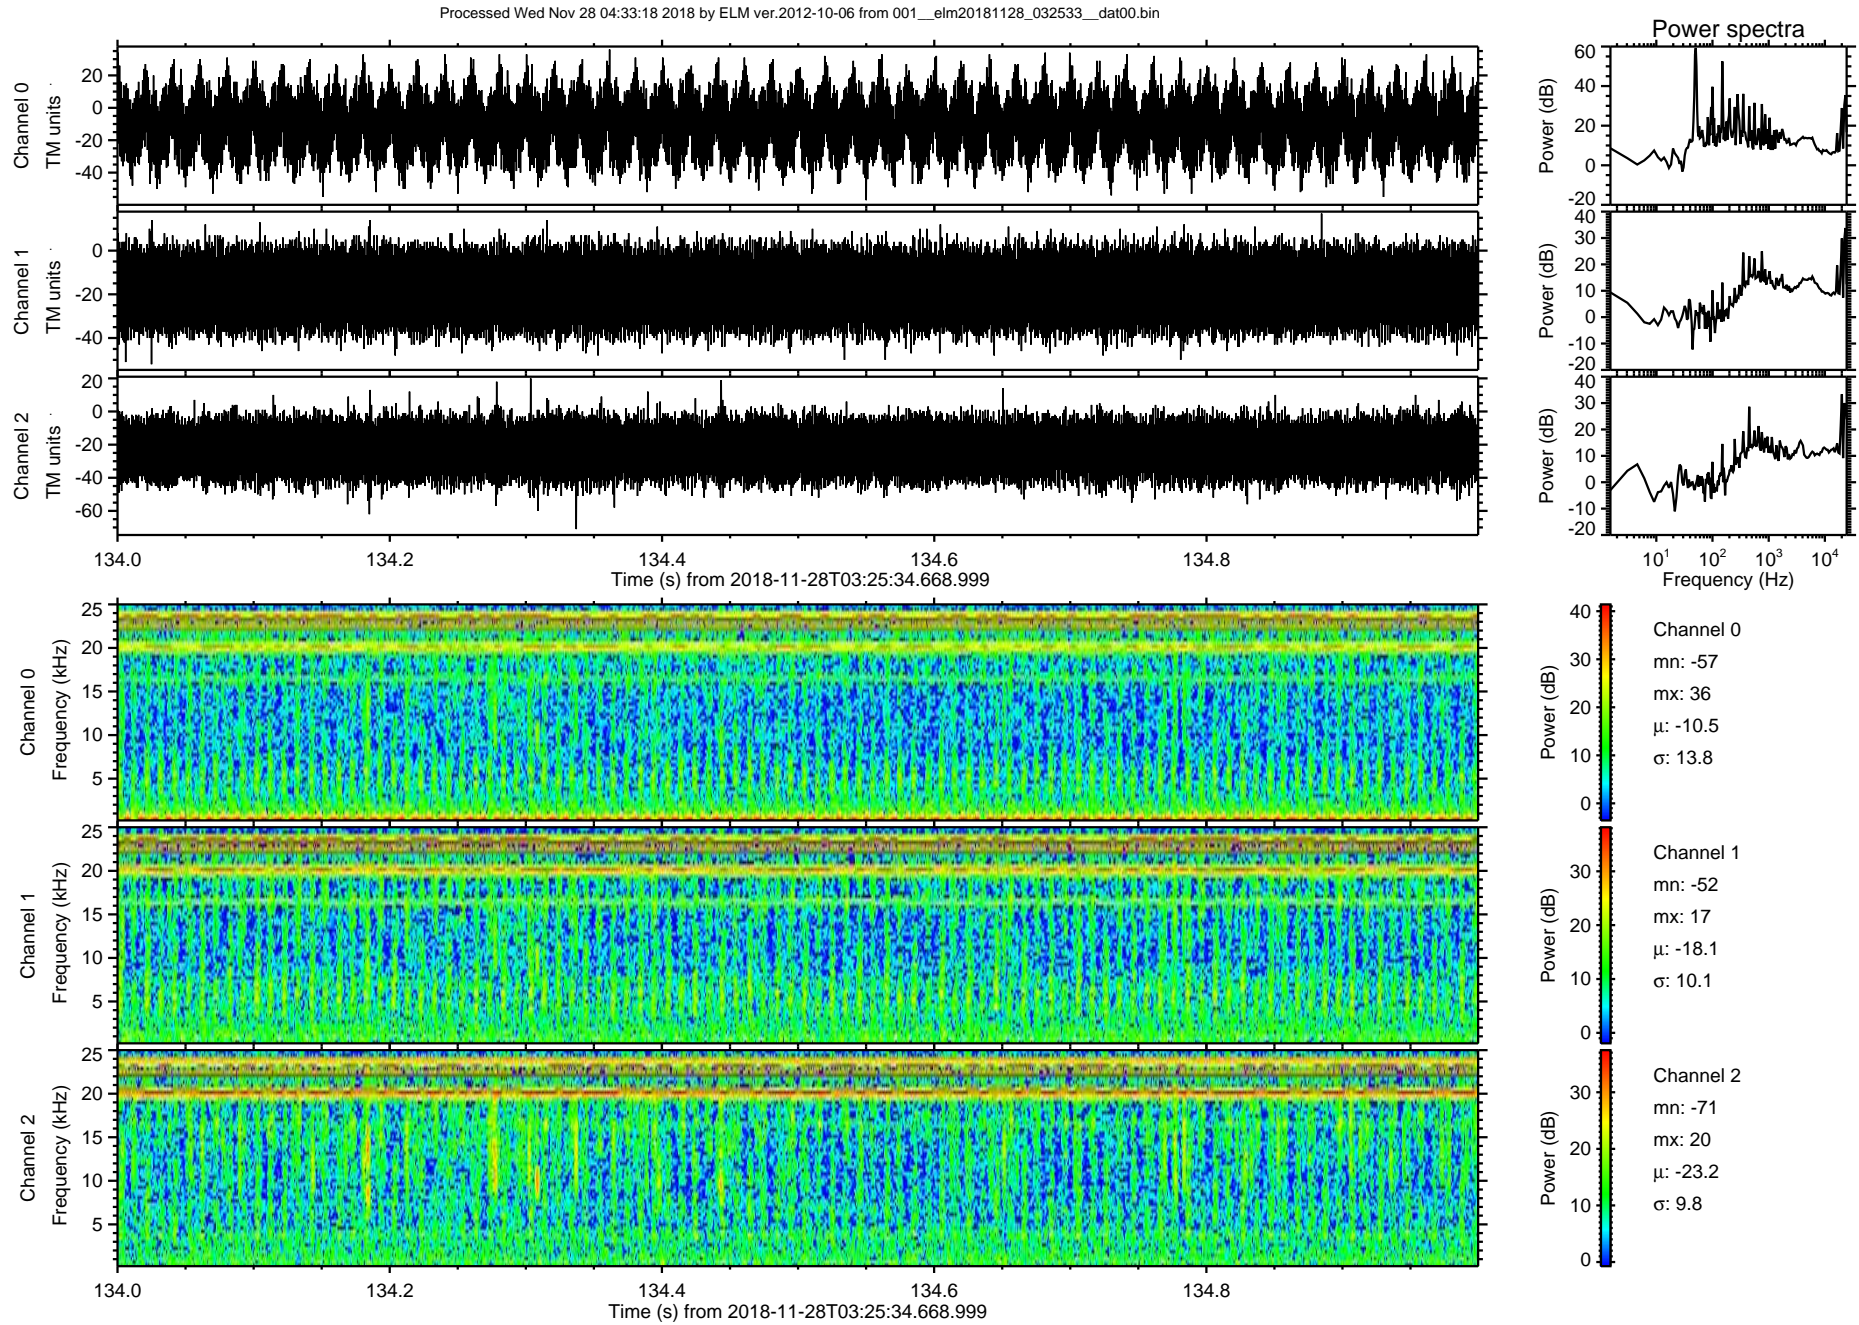 Processed Wed Nov 28 04:33:18 2018 by ELM ver.2012-10-06 from 001__elm20181128_032533__dat00.bin
Power spectra
Channel 0
TM units
20
0
-20
-40
Power (dB)
60
40
20
0
-20
Channel 1
TM units
0
-20
-40
Power (dB)
40
30
20
10
0
-10
-20
Channel 2
TM units
20
0
-20
-40
-60
Power (dB)
40
30
20
10
0
-10
-20
134.0 134.2 134.4 134.6 134.8
Time (s) from 2018-11-28T03:25:34.668.999
10¹ 10² 10³ 10⁴
Frequency (Hz)
Channel 0
Frequency (kHz)
25
20
15
10
5
Power (dB)
40
30
20
10
0
Channel 0
mn: -57
mx: 36
μ: -10.5
σ: 13.8
Channel 1
Frequency (kHz)
25
20
15
10
5
Power (dB)
30
20
10
0
Channel 1
mn: -52
mx: 17
μ: -18.1
σ: 10.1
Channel 2
Frequency (kHz)
25
20
15
10
5
Power (dB)
30
20
10
0
Channel 2
mn: -71
mx: 20
μ: -23.2
σ: 9.8
134.0 134.2 134.4 134.6 134.8
Time (s) from 2018-11-28T03:25:34.668.999